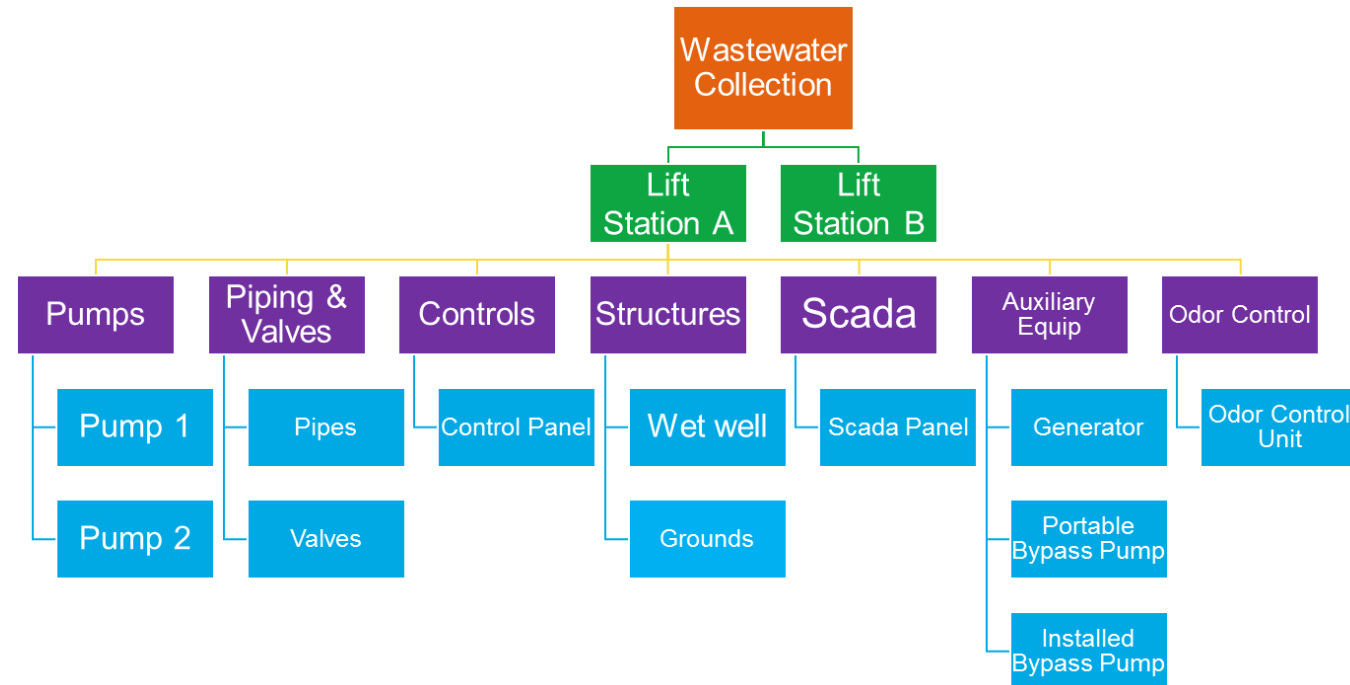 Wastewater
Collection
Lift
Station A
Lift
Station B
Pumps
Piping &
Valves
Controls
Structures
Scada
Auxiliary
Equip
Odor Control
Pump 1
Pipes
Control Panel
Wet well
Scada Panel
Generator
Odor Control
Unit
Pump 2
Valves
Grounds
Portable
Bypass Pump
Installed
Bypass Pump